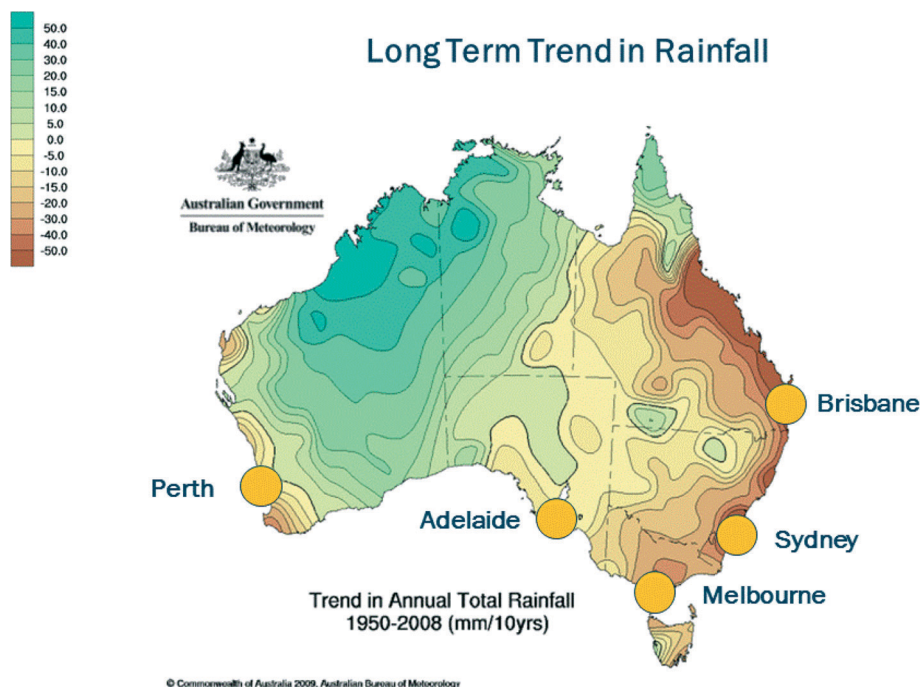 Long Term Trend in Rainfall
50.0
40.0
30.0
20.0
15.0
10.0
5.0
0.0
-5.0
-10.0
-15.0
-20.0
-30.0
-40.0
-50.0
Australian Government
Bureau of Meteorology
Brisbane
Perth
Adelaide
Sydney
Melbourne
Trend in Annual Total Rainfall
1950-2008 (mm/10yrs)
© Commonwealth of Australia 2009, Australian Bureau of Meteorology